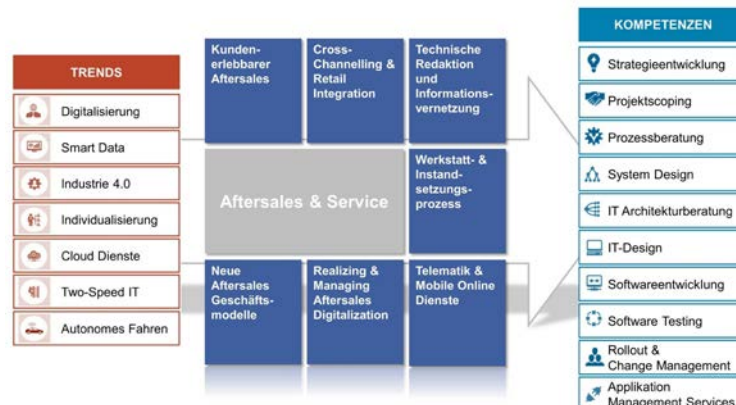 TRENDS
Digitalisierung
Smart Data
Industrie 4.0
Individualisierung
Cloud Dienste
Two-Speed IT
Autonomes Fahren
Kunden-
erlebbarer
Aftersales
Cross-
Channelling &
Retail
Integration
Technische
Redaktion
und
Informations-
vernetzung
Aftersales & Service
Werkstatt- &
Instand-
setzungs-
prozess
Neue
Aftersales
Geschäfts-
modelle
Realizing &
Managing
Aftersales
Digitalization
Telematik &
Mobile Online
Dienste
KOMPETENZEN
Strategieentwicklung
Projektscoping
Prozessberatung
System Design
IT Architekturberatung
IT-Design
Softwareentwicklung
Software Testing
Rollout &
Change Management
Applikation
Management Services